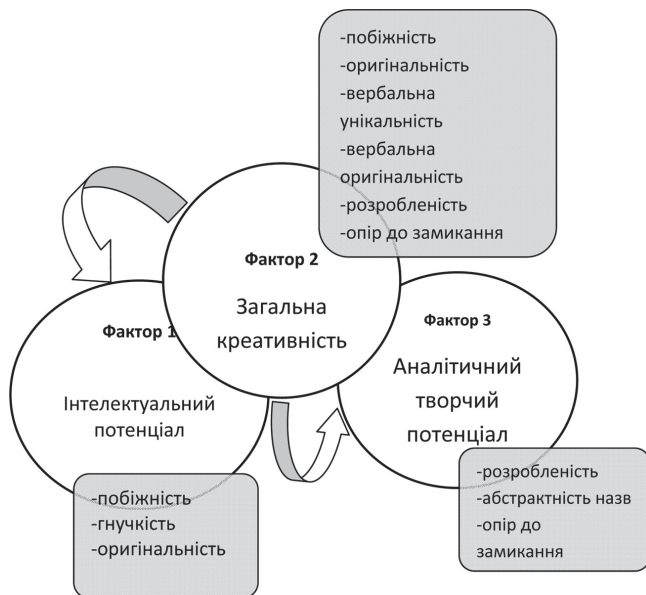 -побіжність
-оригінальність
-вербальна
унікальність
-вербальна
оригінальність
-розробленість
-опір до замикання
Фактор 2
Загальна
креативність
Фактор 1
Інтелектуальний
потенціал
Фактор 3
Аналітичний
творчий
потенціал
-побіжність
-гнучкість
-оригінальність
-розробленість
-абстрактність назв
-опір до
замикання